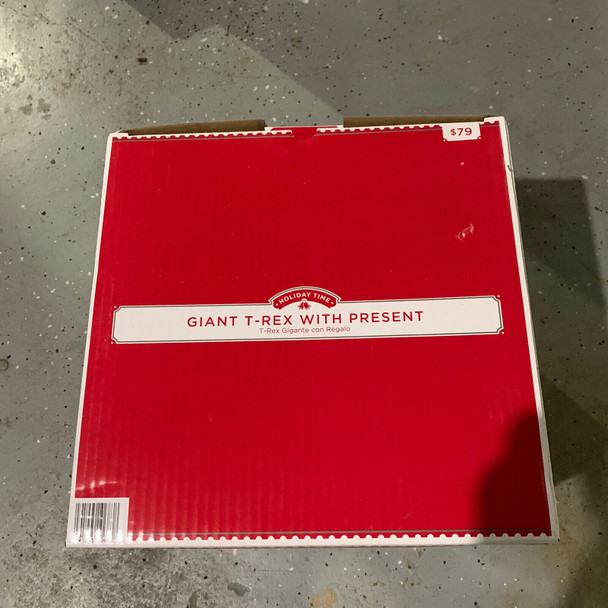 $79
HOLIDAY TIME
GIANT T-REX WITH PRESENT
T-Rex Gigante con Regalo